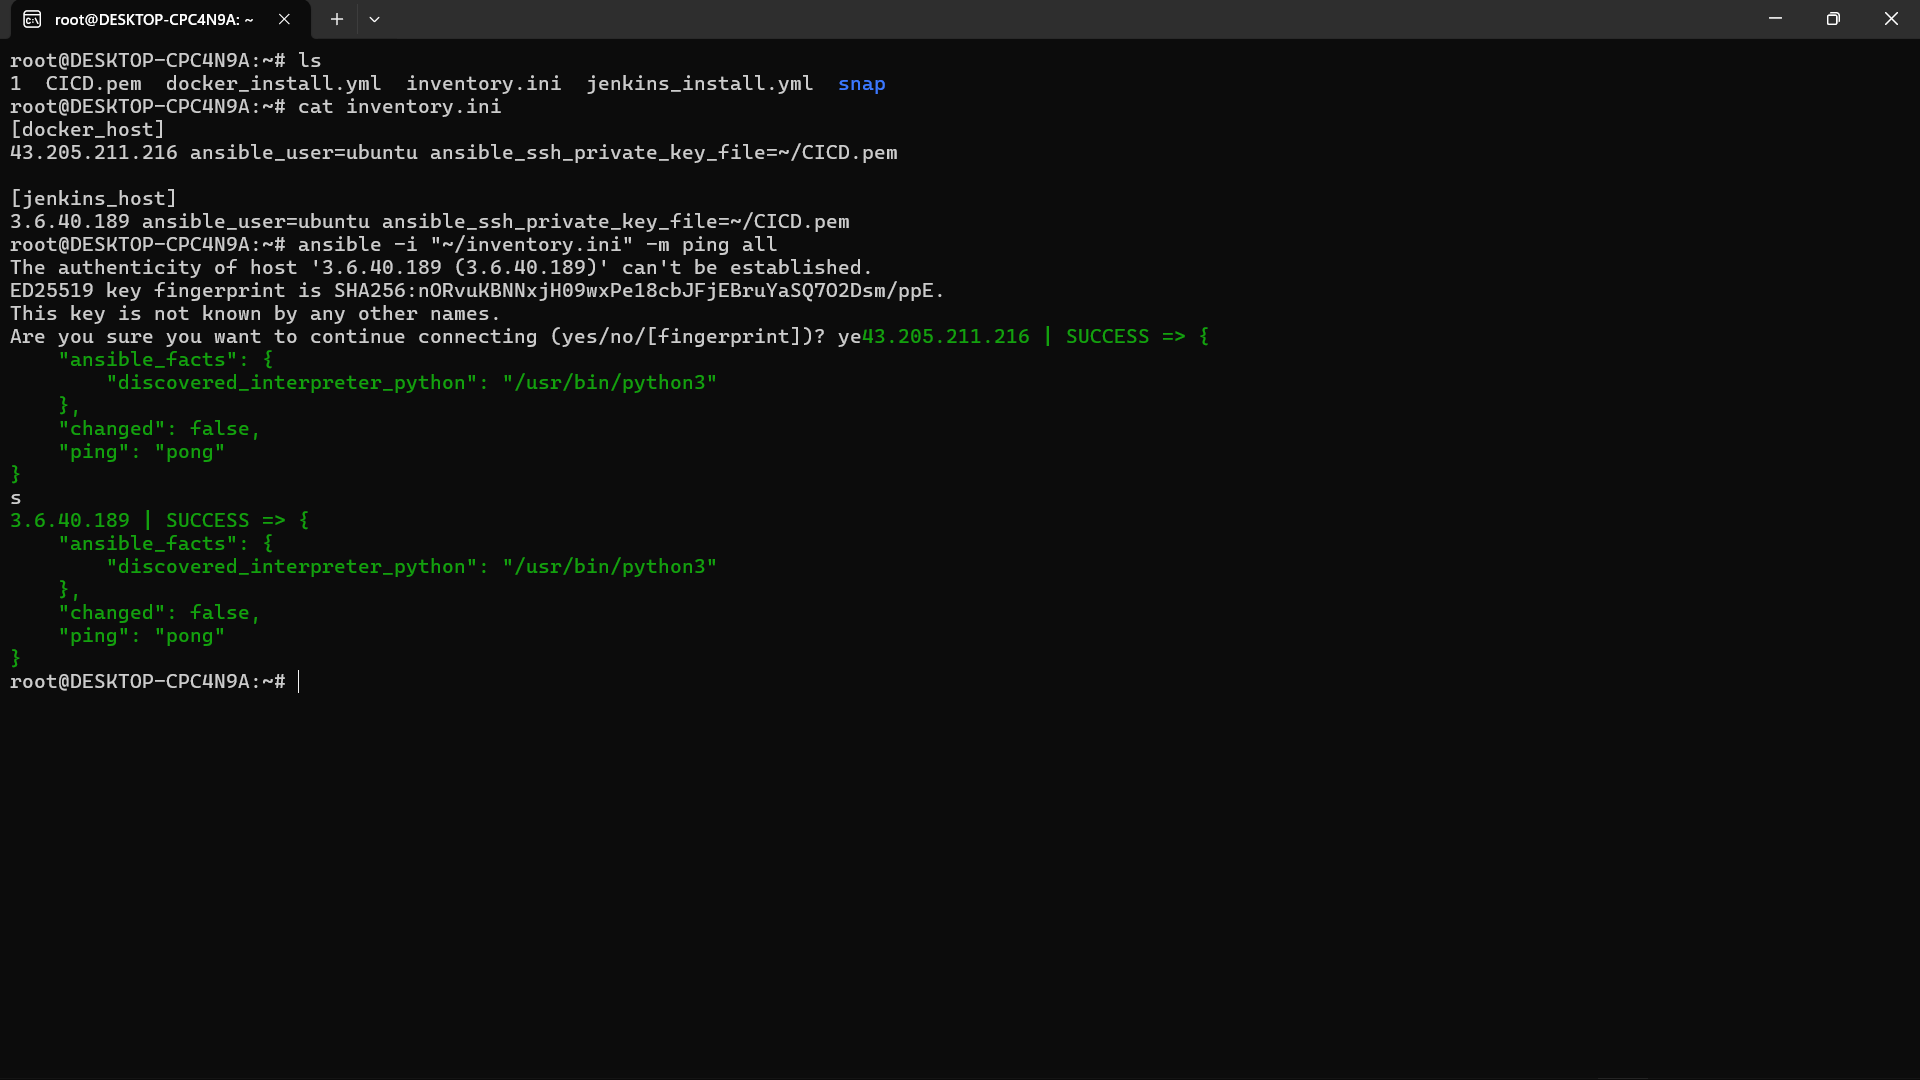 root@DESKTOP-CPC4N9A: ~
root@DESKTOP-CPC4N9A:~# ls
1  CICD.pem  docker_install.yml  inventory.ini  jenkins_install.yml  snap
root@DESKTOP-CPC4N9A:~# cat inventory.ini
[docker_host]
43.205.211.216 ansible_user=ubuntu ansible_ssh_private_key_file=~/CICD.pem

[jenkins_host]
3.6.40.189 ansible_user=ubuntu ansible_ssh_private_key_file=~/CICD.pem
root@DESKTOP-CPC4N9A:~# ansible -i "~/inventory.ini" -m ping all
The authenticity of host '3.6.40.189 (3.6.40.189)' can't be established.
ED25519 key fingerprint is SHA256:nORvuKBNNxjH09wxPe18cbJFjEBruYaSQ7O2Dsm/ppE.
This key is not known by any other names.
Are you sure you want to continue connecting (yes/no/[fingerprint])? ye43.205.211.216 | SUCCESS => {
    "ansible_facts": {
        "discovered_interpreter_python": "/usr/bin/python3"
    },
    "changed": false,
    "ping": "pong"
}
s
3.6.40.189 | SUCCESS => {
    "ansible_facts": {
        "discovered_interpreter_python": "/usr/bin/python3"
    },
    "changed": false,
    "ping": "pong"
}
root@DESKTOP-CPC4N9A:~#